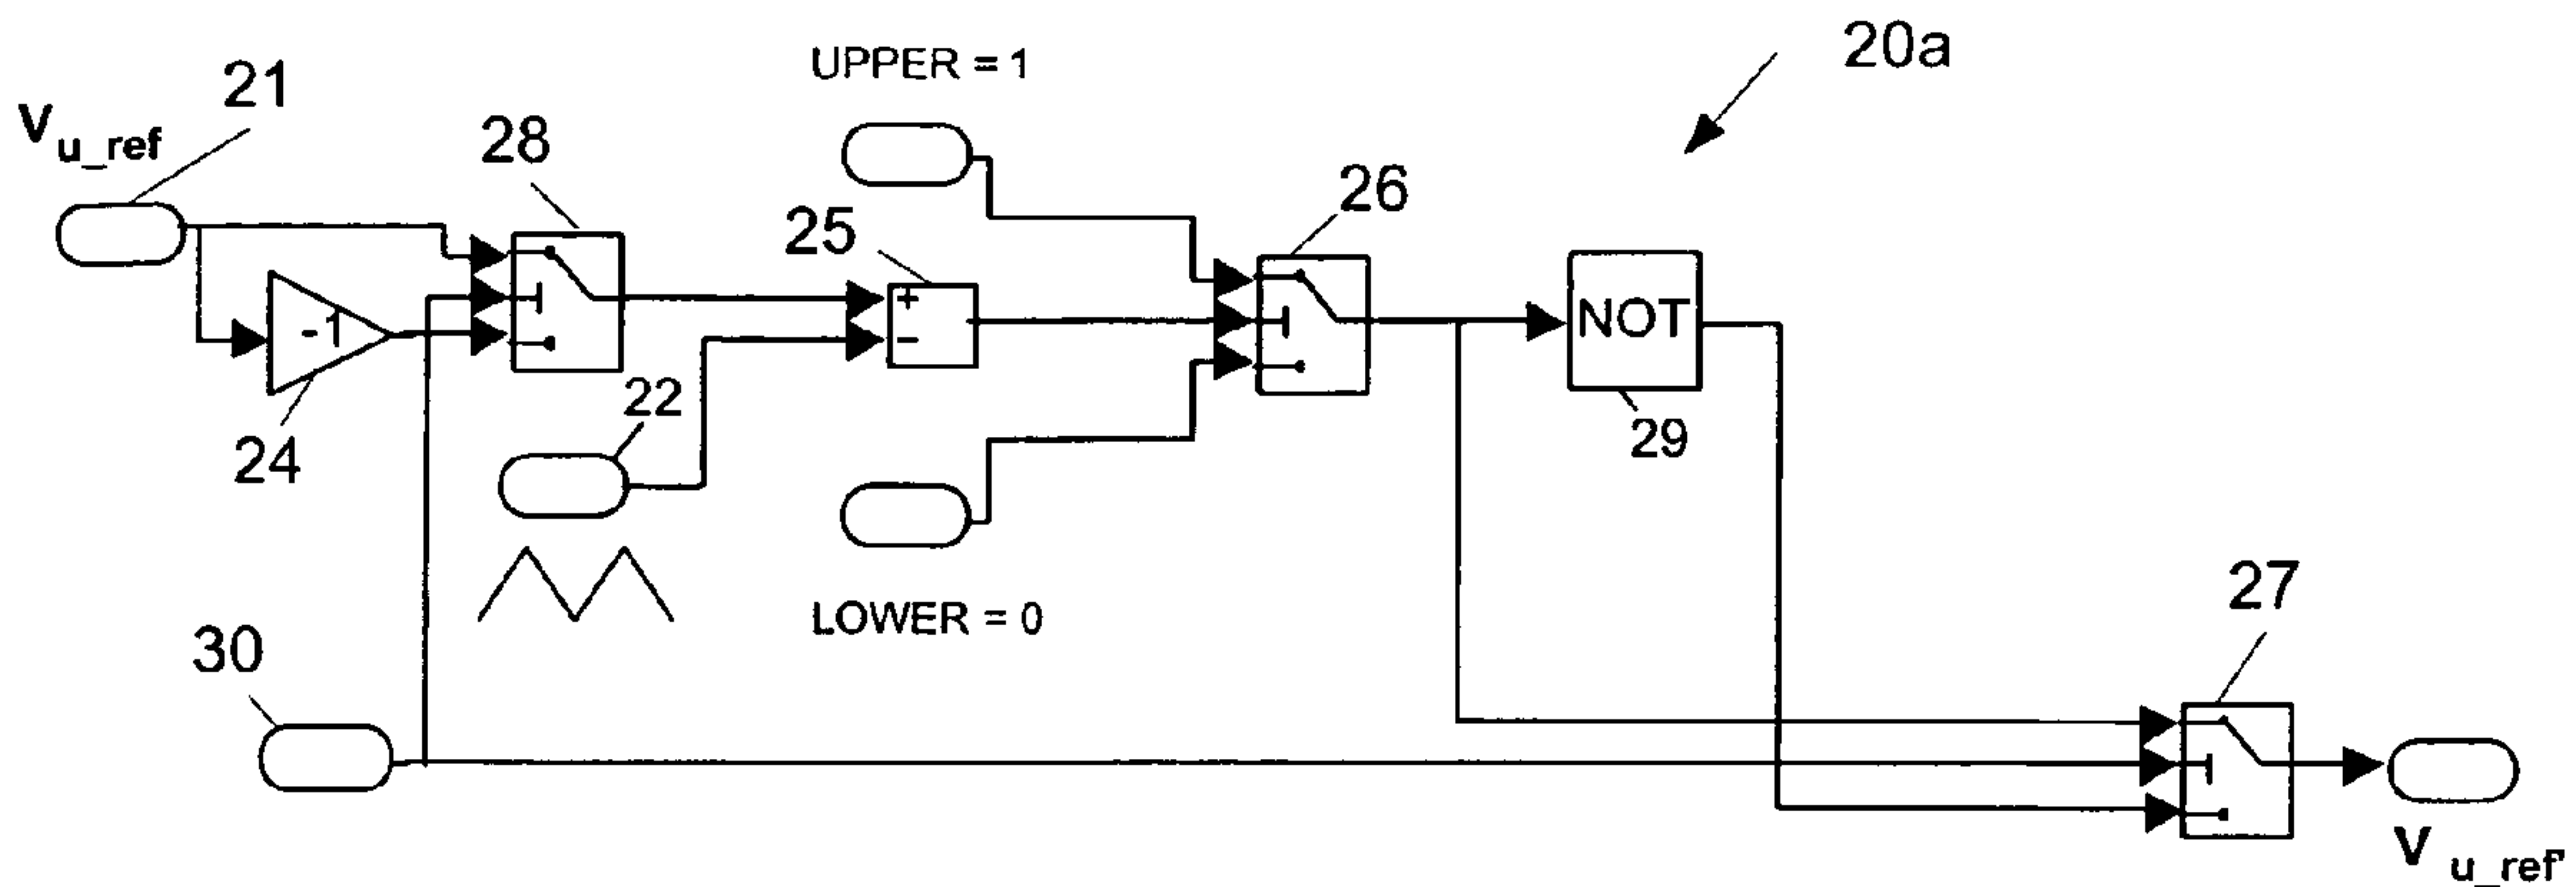 20a
UPPER = 1
21
V u_ref
28
26
25
+
−
-1
NOT
22
24
29
27
LOWER = 0
30
V u_ref'